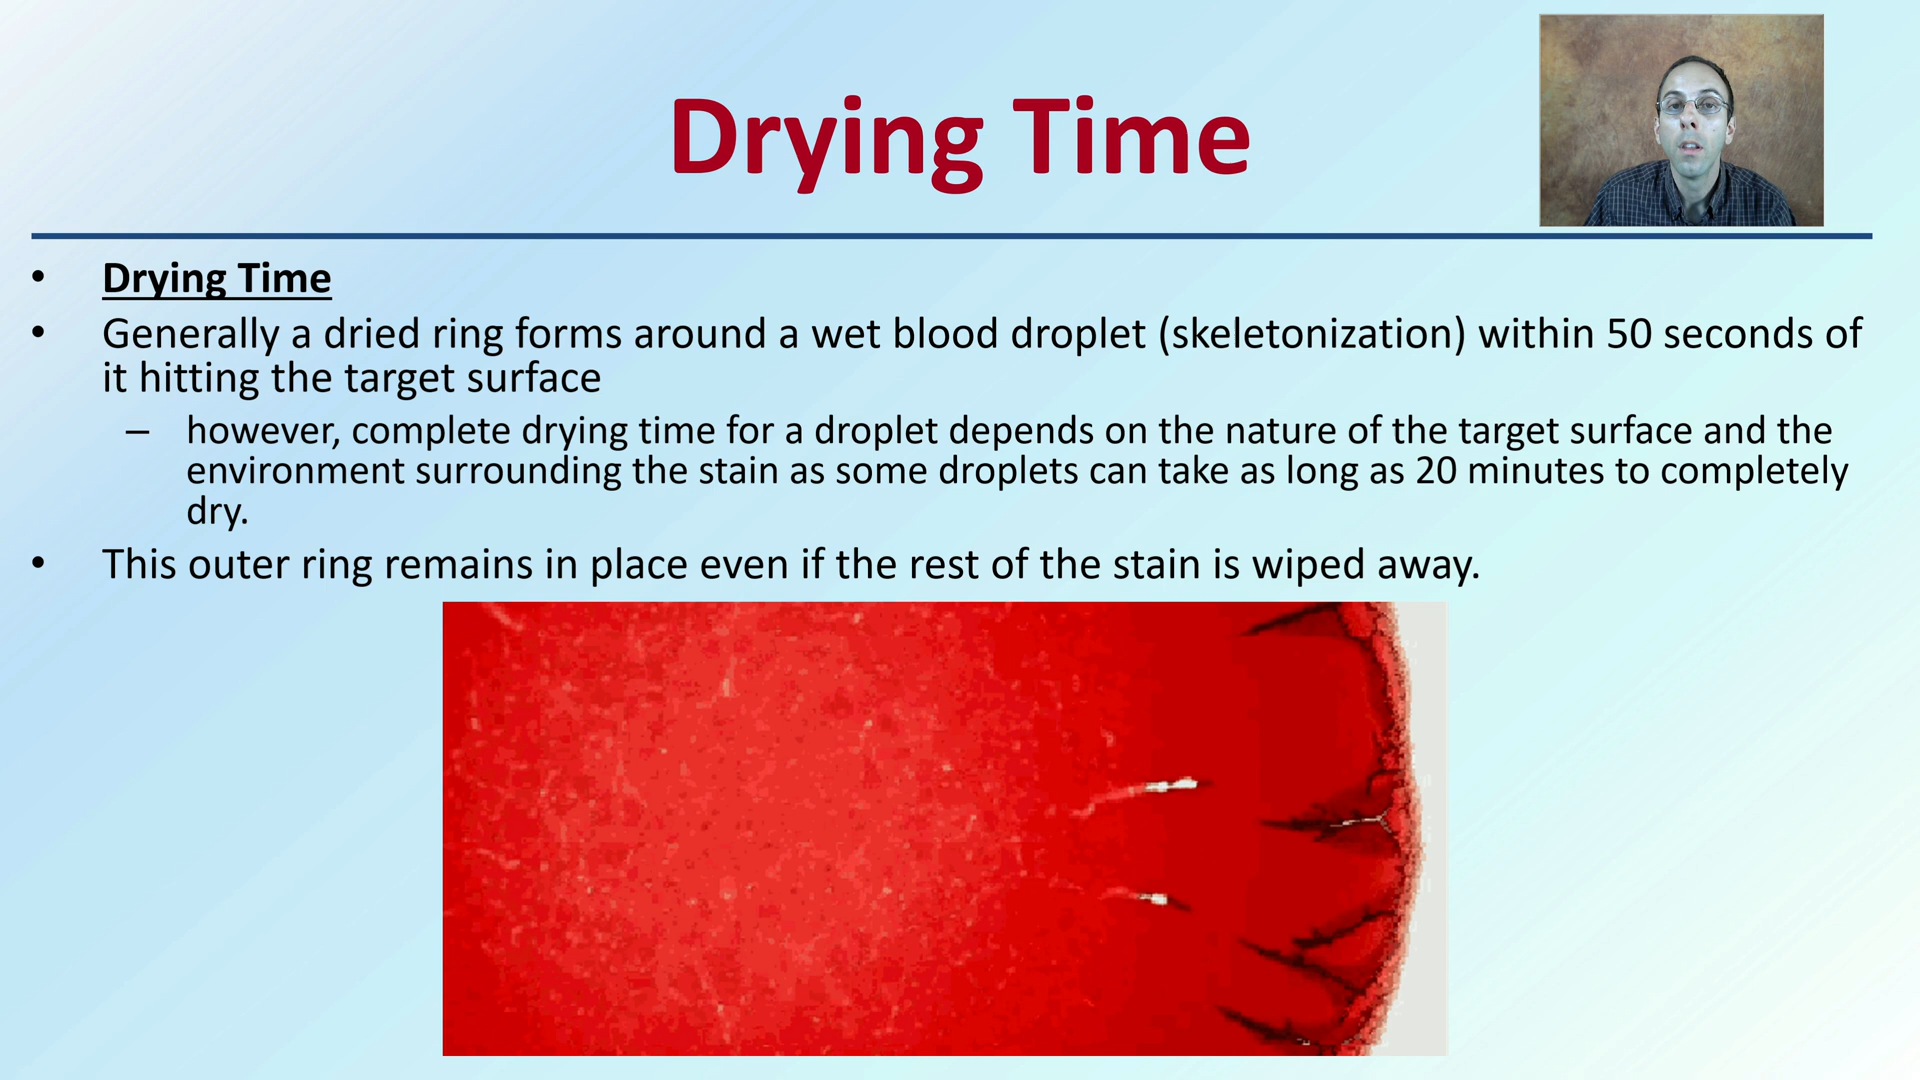 Drying Time
• Drying Time
• Generally a dried ring forms around a wet blood droplet (skeletonization) within 50 seconds of
it hitting the target surface
– however, complete drying time for a droplet depends on the nature of the target surface and the
environment surrounding the stain as some droplets can take as long as 20 minutes to completely
dry.
• This outer ring remains in place even if the rest of the stain is wiped away.